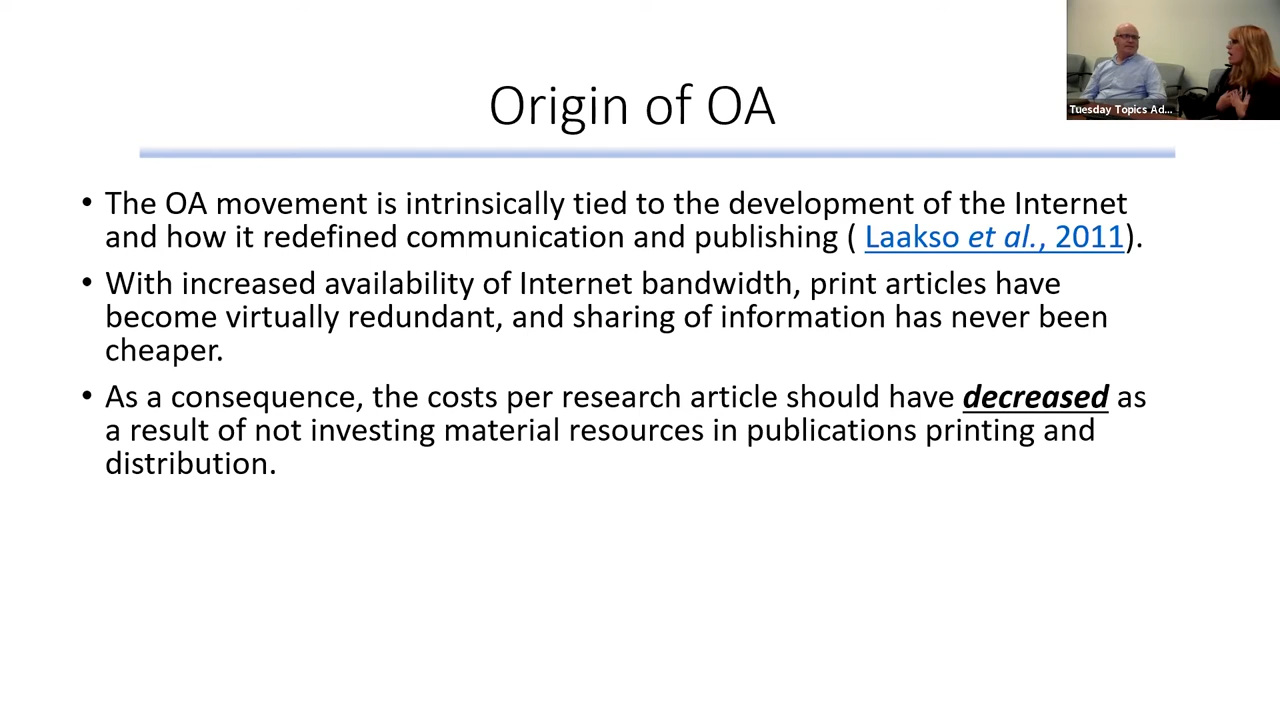 Origin of OA
Tuesday Topics Ad...
• The OA movement is intrinsically tied to the development of the Internet
and how it redefined communication and publishing ( Laakso et al., 2011).
• With increased availability of Internet bandwidth, print articles have
become virtually redundant, and sharing of information has never been
cheaper.
• As a consequence, the costs per research article should have decreased as
a result of not investing material resources in publications printing and
distribution.